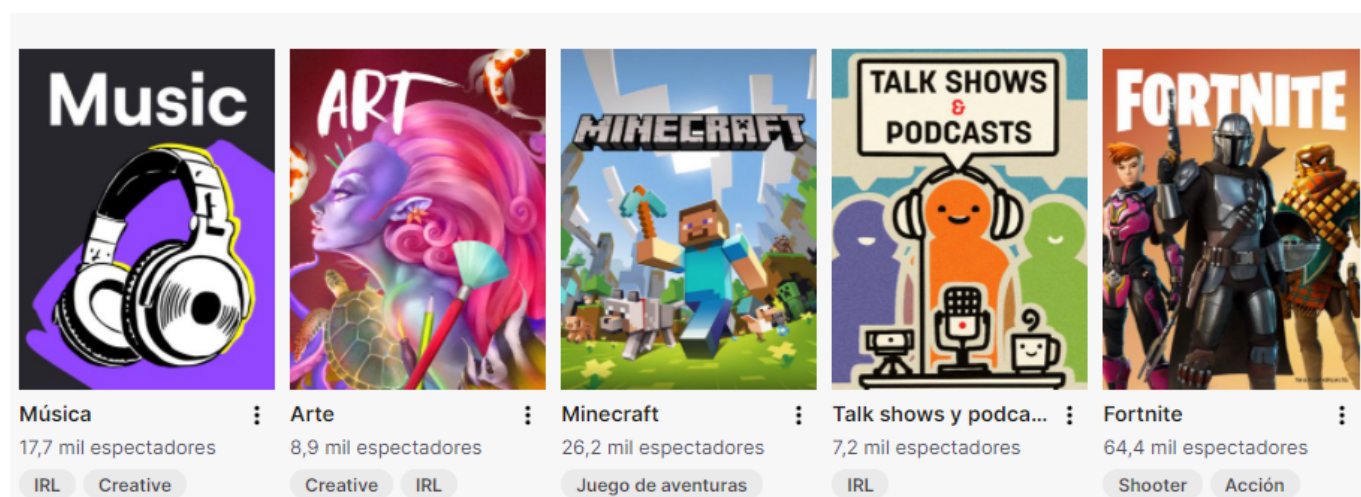 Music
ART
MINECRAFT
TALK SHOWS
&
PODCASTS
FORTNITE
Música
17,7 mil espectadores
IRL Creative
Arte
8,9 mil espectadores
Creative IRL
Minecraft
26,2 mil espectadores
Juego de aventuras
Talk shows y podca...
7,2 mil espectadores
IRL
Fortnite
64,4 mil espectadores
Shooter Acción